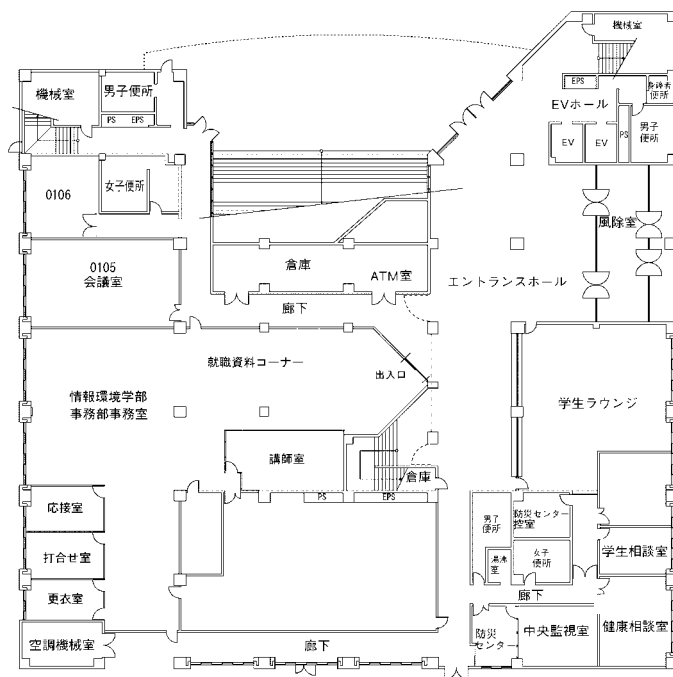 機械室
機械室
男子便所
PS
EPS
EPS
身障者
便所
EVホール
EV
EV
PS
男子
便所
0106
女子便所
風除室
0105
会議室
倉庫
ATM室
エントランスホール
廊下
就職資料コーナー
出入口
情報環境学部
事務部事務室
学生ラウンジ
講師室
倉庫
PS
EPS
応接室
男子
便所
防災センター
控室
打合せ室
湯沸
室
女子
便所
学生相談室
更衣室
廊下
空調機械室
廊下
防災
センター
中央監視室
健康相談室